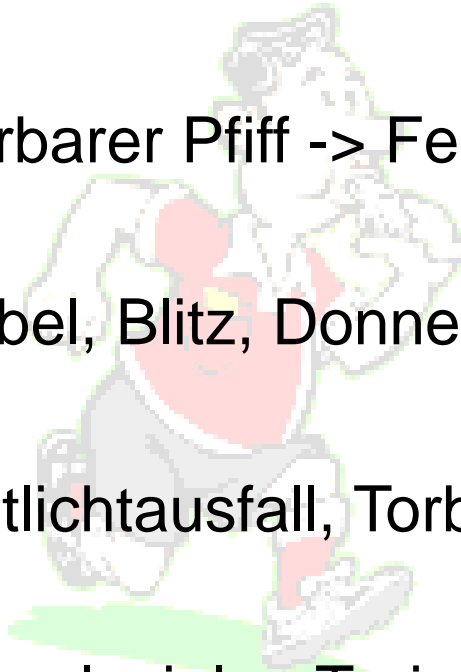 rbarer Pfiff -> Fe
bel, Blitz, Donne
tlichtausfall, Torb